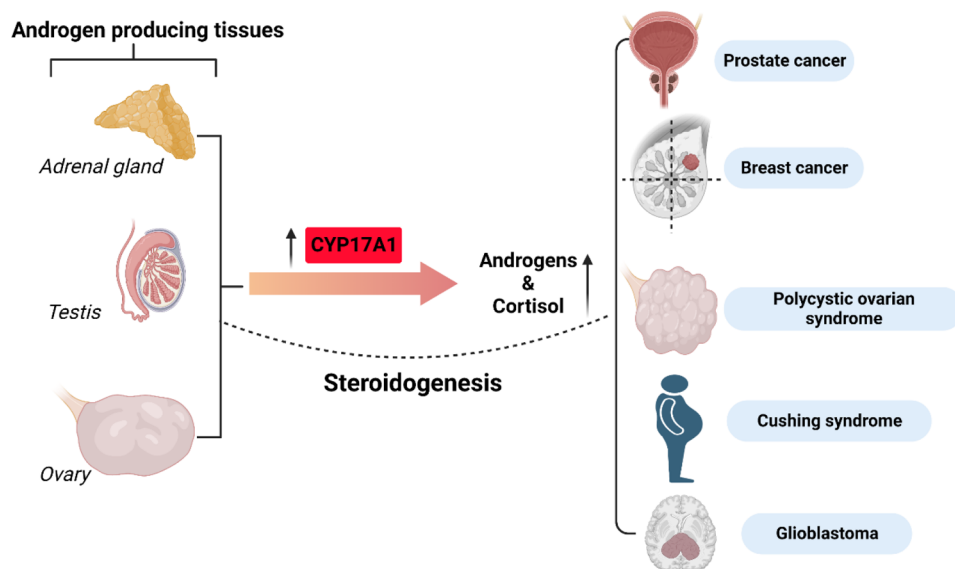 Androgen producing tissues
Adrenal gland
Testis
Ovary
CYP17A1
Androgens
&
Cortisol
Steroidogenesis
Prostate cancer
Breast cancer
Polycystic ovarian
syndrome
Cushing syndrome
Glioblastoma